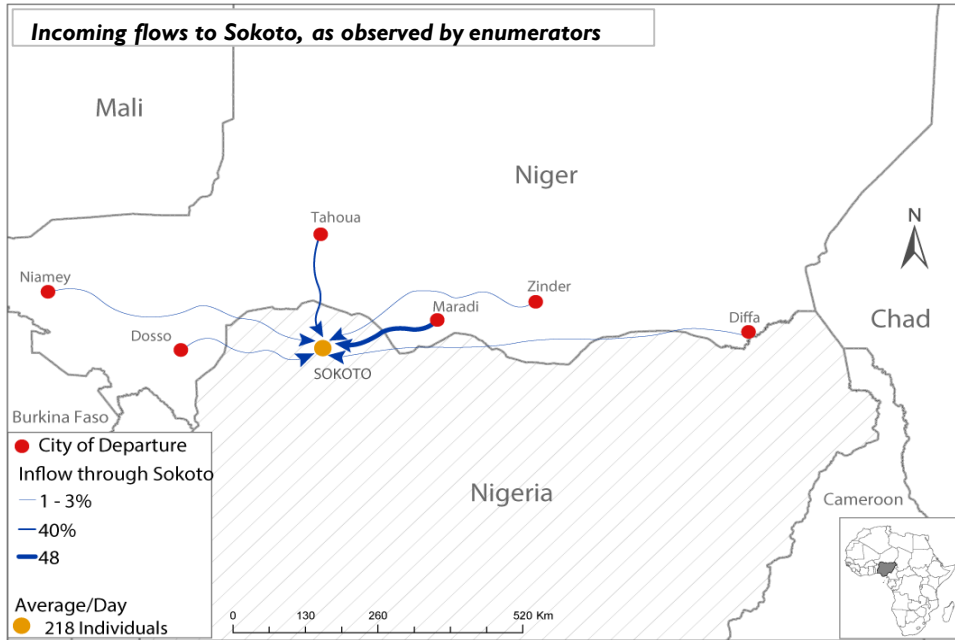 Incoming flows to Sokoto, as observed by enumerators
Mali
Niger
Tahoua
N
Niamey
Zinder
Maradi
Diffa
Chad
Dosso
SOKOTO
Burkina Faso
City of Departure
Inflow through Sokoto
1 - 3%
40%
48
Nigeria
Cameroon
Average/Day
218 Individuals
0 130 260 520 Km